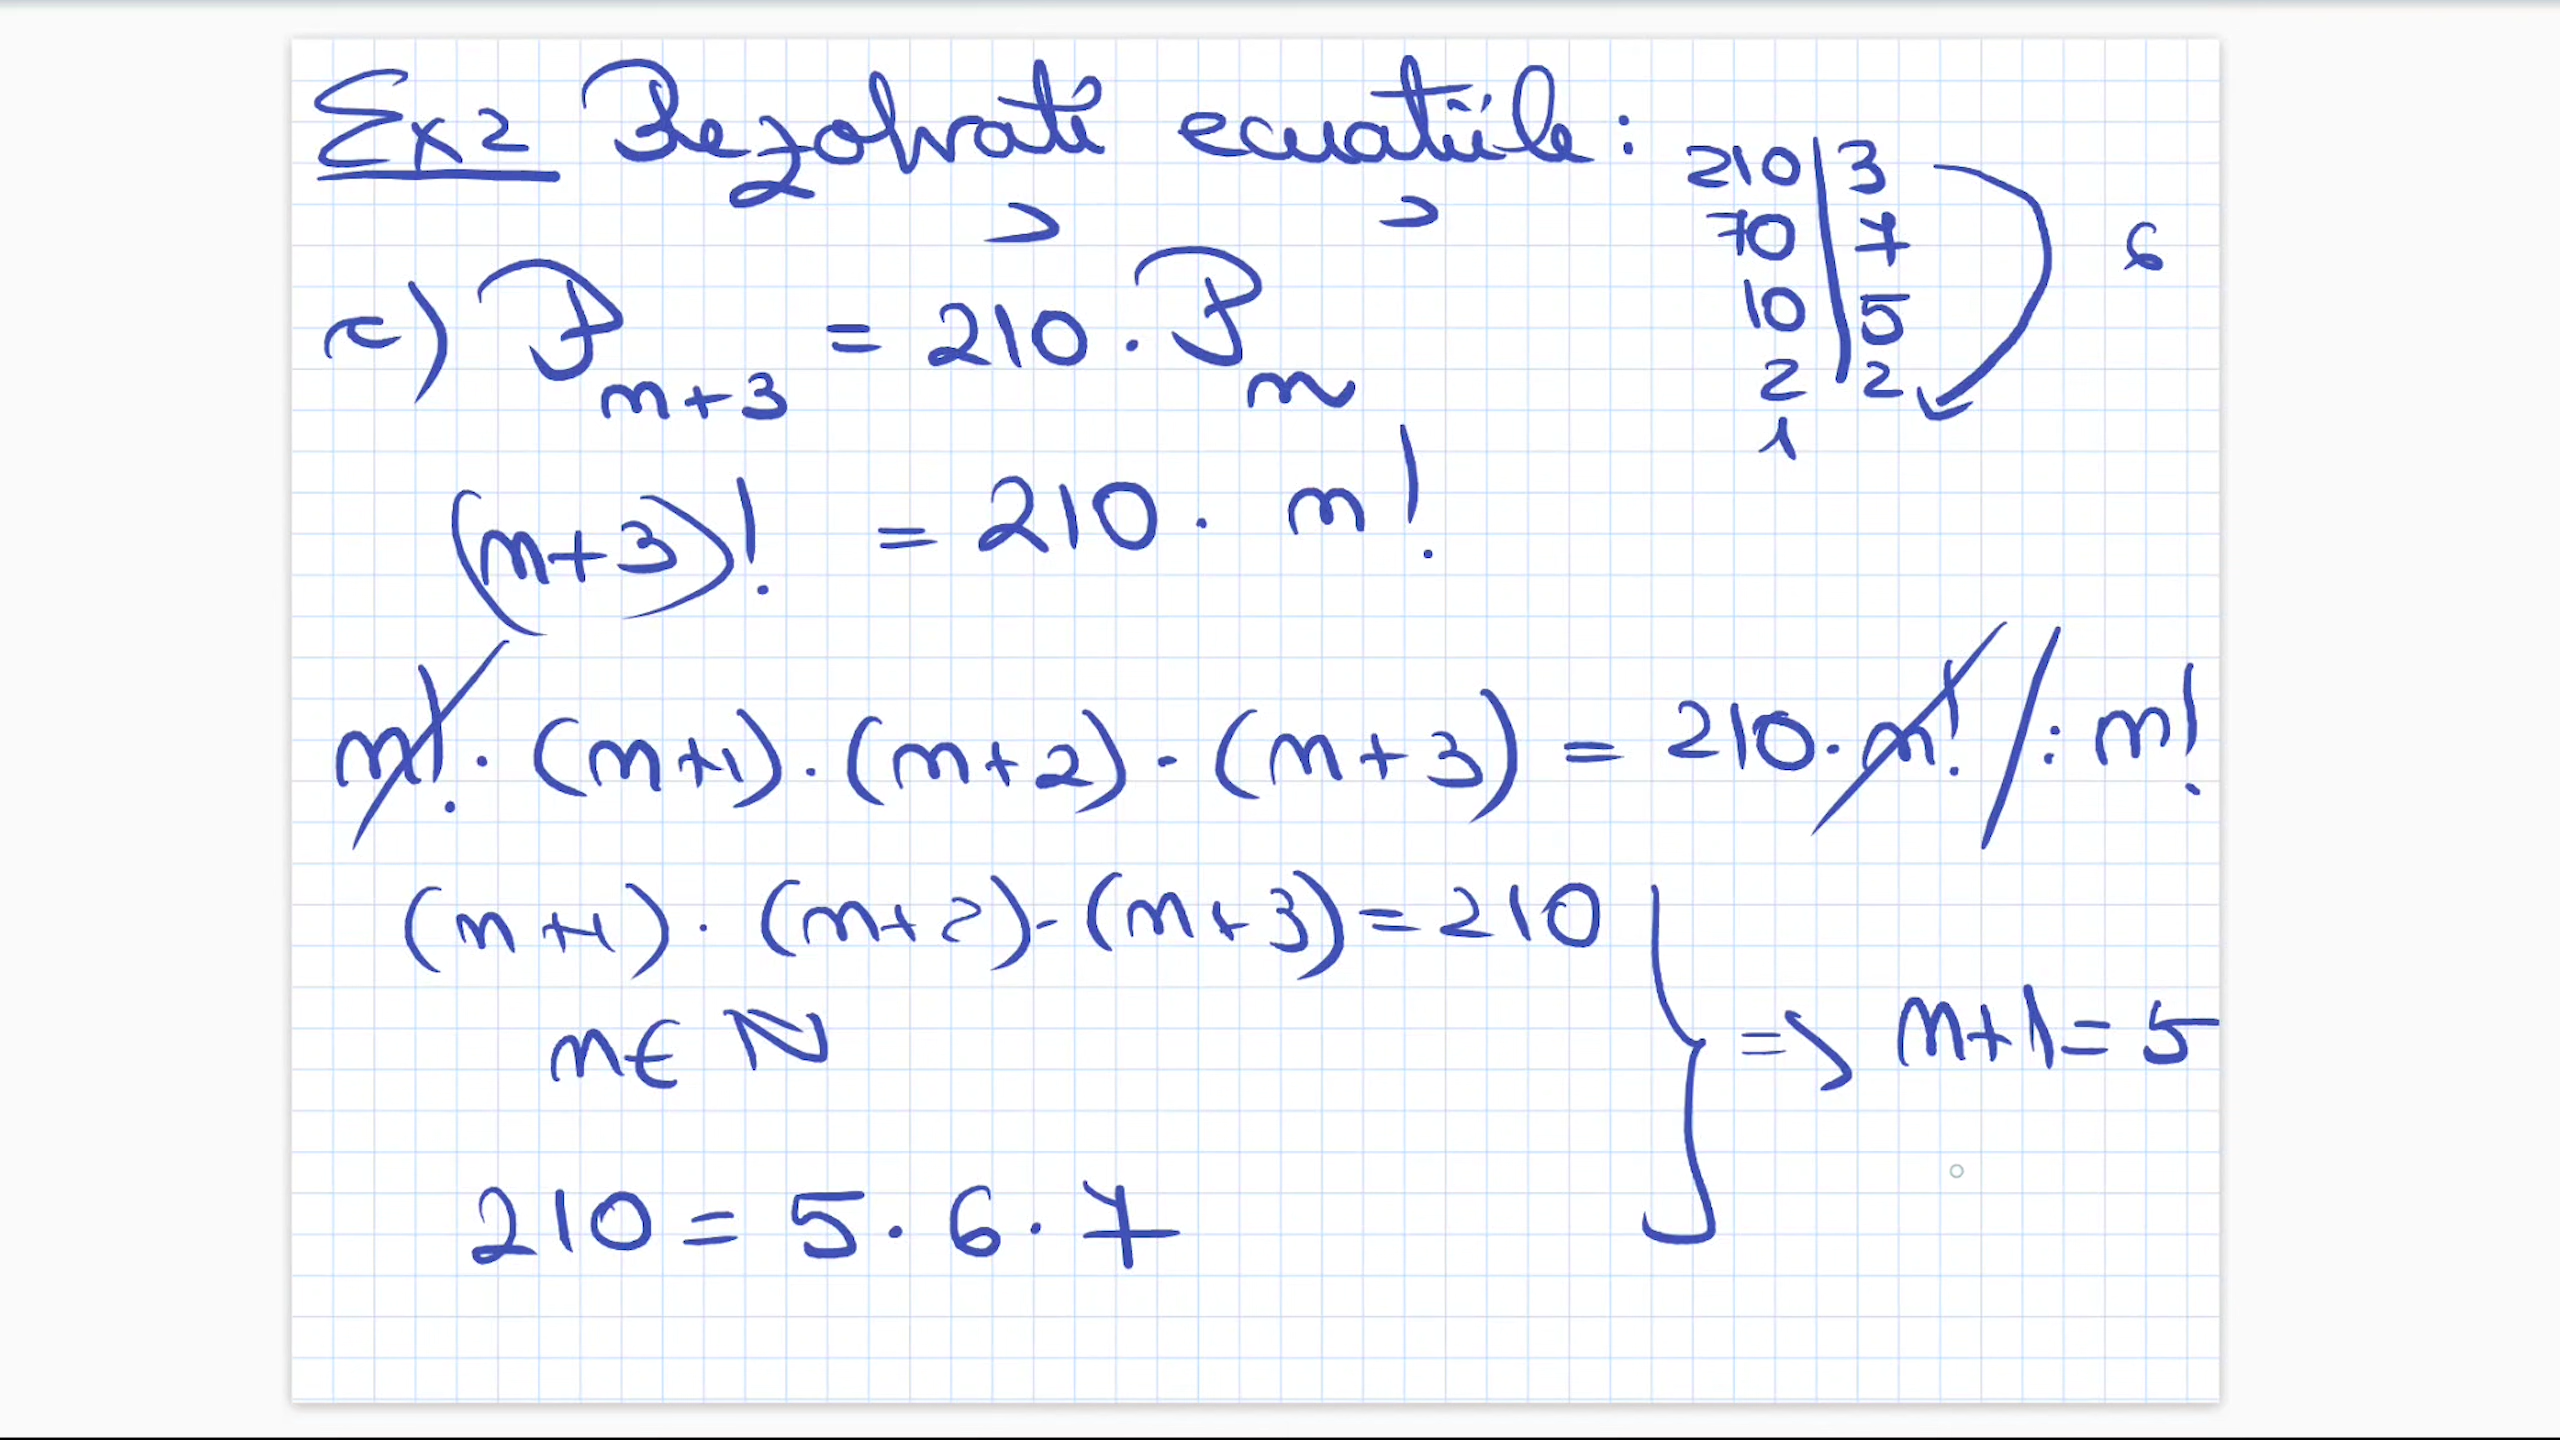 Ex2 Rezolvați ecuațiile:
c) P_{n+3} = 210 · P_n
210 | 3
70 | 7
10 | 5
2 | 2
1
6
(n+3)! = 210 · n!
n! · (n+1) · (n+2) · (n+3) = 210 · n! / : n!
(n+1) · (n+2) · (n+3) = 210
n ∈ ℕ
=> n+1 = 5
210 = 5 · 6 · 7